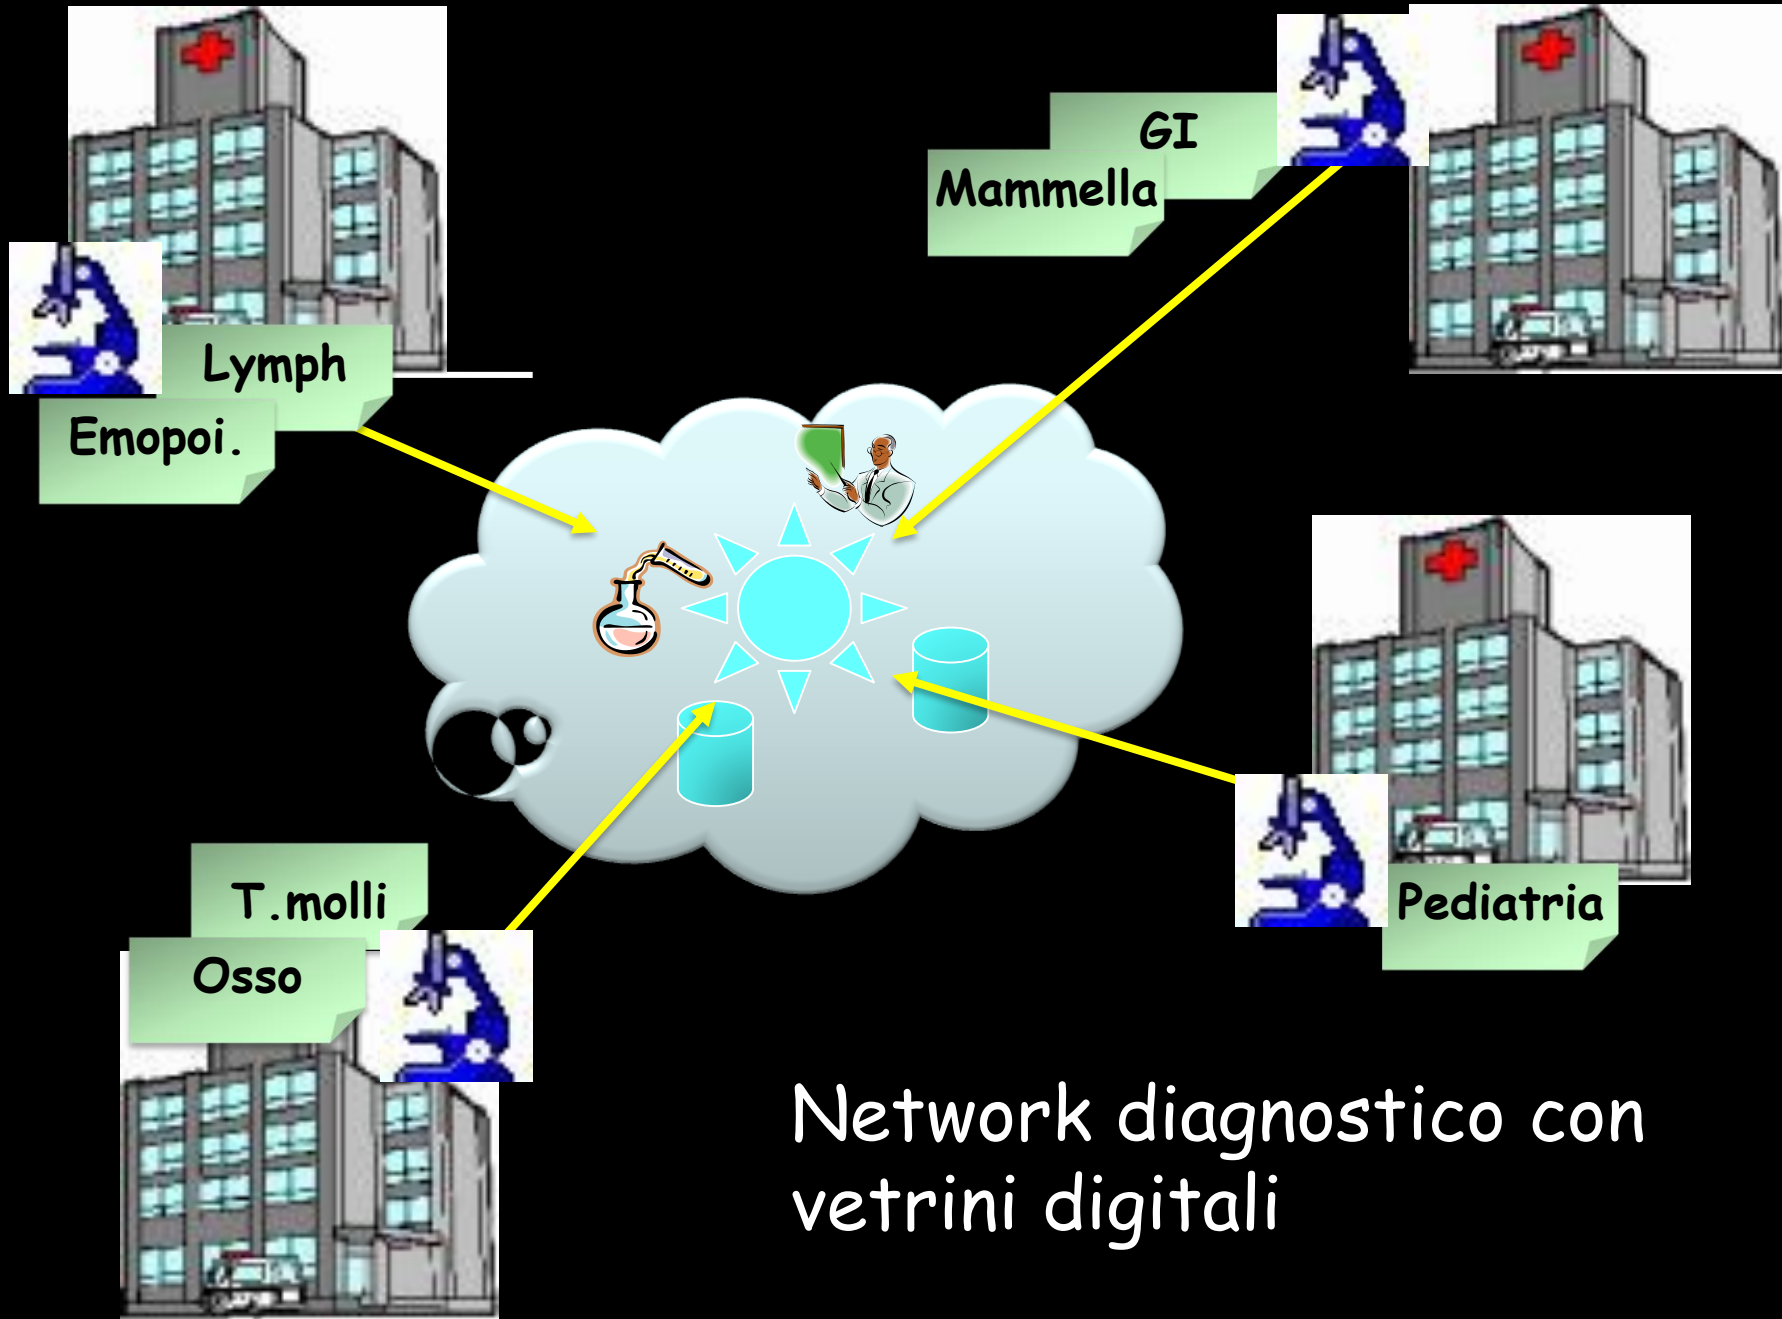 GI
Mammella
Lymph
Emopoi.
T.molli
Osso
Pediatria
Network diagnostico con
vetrini digitali